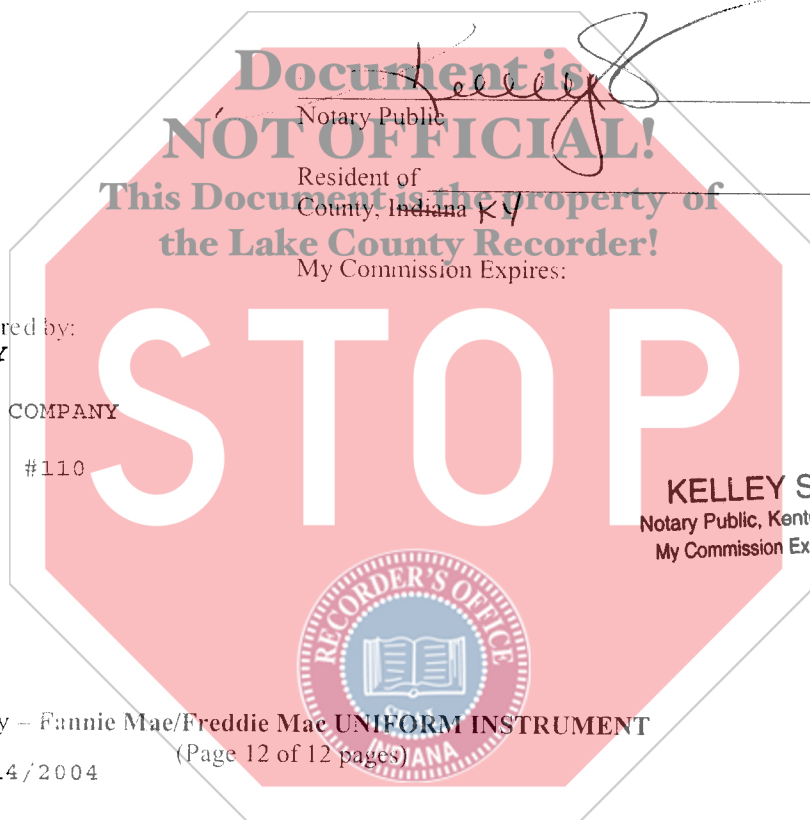 Document is
NOT OFFICIAL!
This Document is the property of
the Lake County Recorder!
Kelley S
Notary Public
Resident of
County, Indiana KY
My Commission Expires:
red by:
Y
COMPANY
#110
STOP
KELLEY S
Notary Public, Kent
My Commission Ex
RECORDER'S OFFICE
SEAL
INDIANA
y – Fannie Mae/Freddie Mac UNIFORM INSTRUMENT
(Page 12 of 12 pages)
4/2004